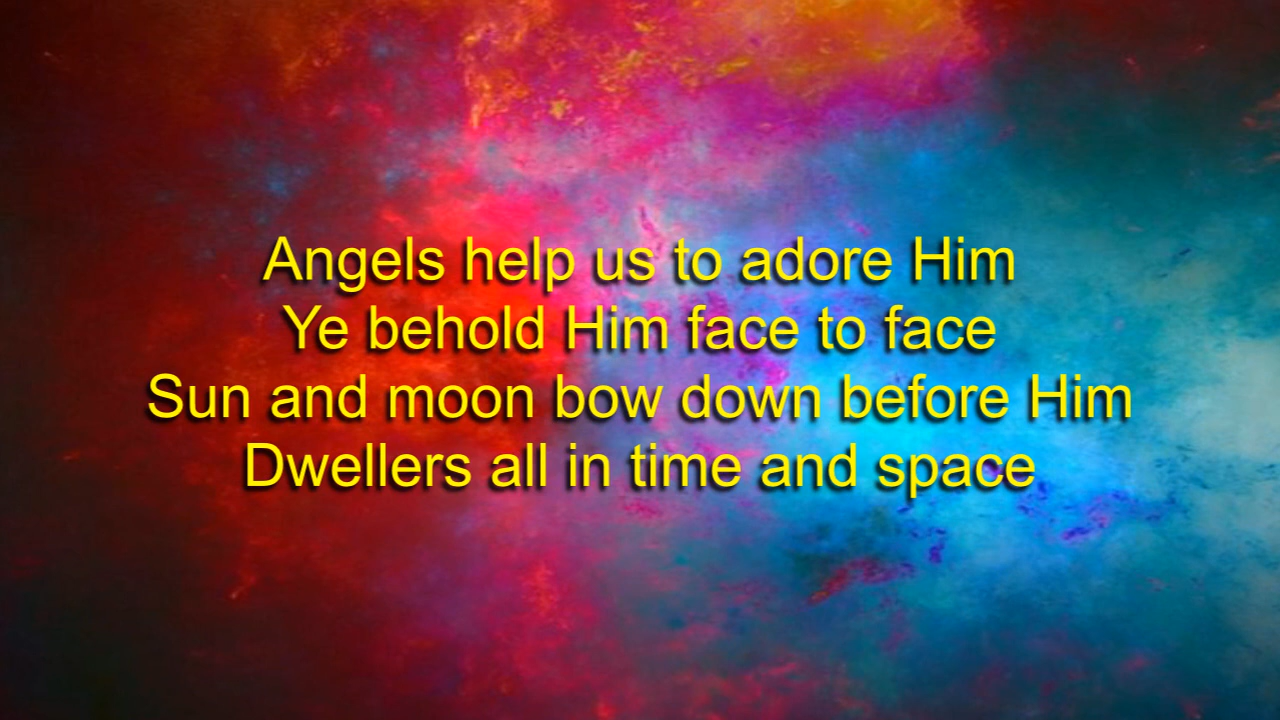 Angels help us to adore Him
Ye behold Him face to face
Sun and moon bow down before Him
Dwellers all in time and space